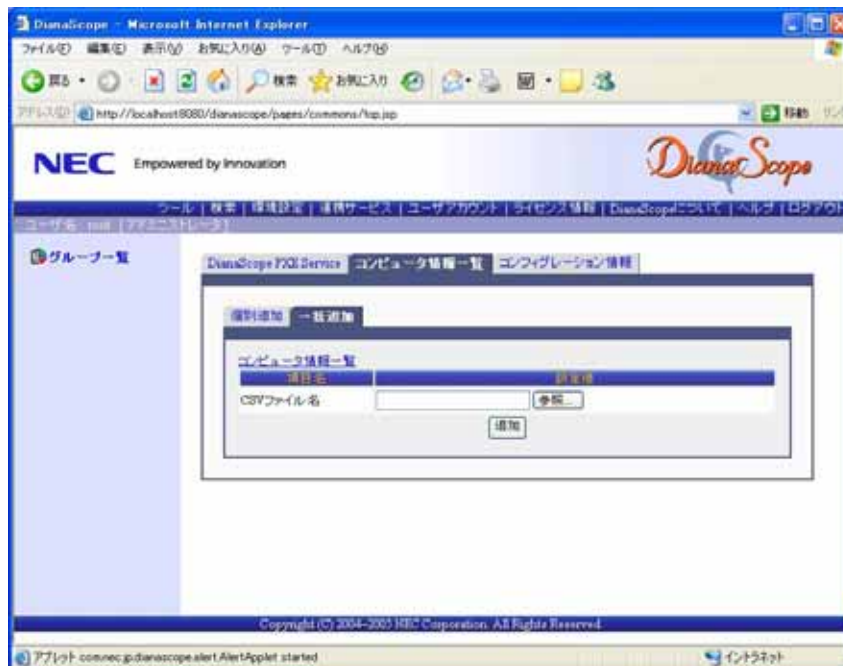 DianaScope - Microsoft Internet Explorer
ファイル(F) 編集(E) 表示(V) お気に入り(A) ツール(T) ヘルプ(H)
戻る 検索 お気に入り
アドレス(D) http://localhost:8080/dianascope/pages/commons/top.jsp 移動
NEC Empowered by Innovation DianaScope
ツール | 検索 | 環境設定 | 連携サービス | ユーザアカウント | ライセンス情報 | DianaScopeについて | ヘルプ | ログアウト
ユーザ名 root [アドミニストレータ]
グループ一覧
DianaScope PXE Service コンピュータ情報一覧 コンフィグレーション情報
個別追加 一括追加
コンピュータ情報一覧
項目名 設定値
CSVファイル名 参照...
追加
Copyright (C) 2004-2005 NEC Corporation. All Rights Reserved.
アプレット com.nec.jp.dianascope.alert.AlertApplet started イントラネット